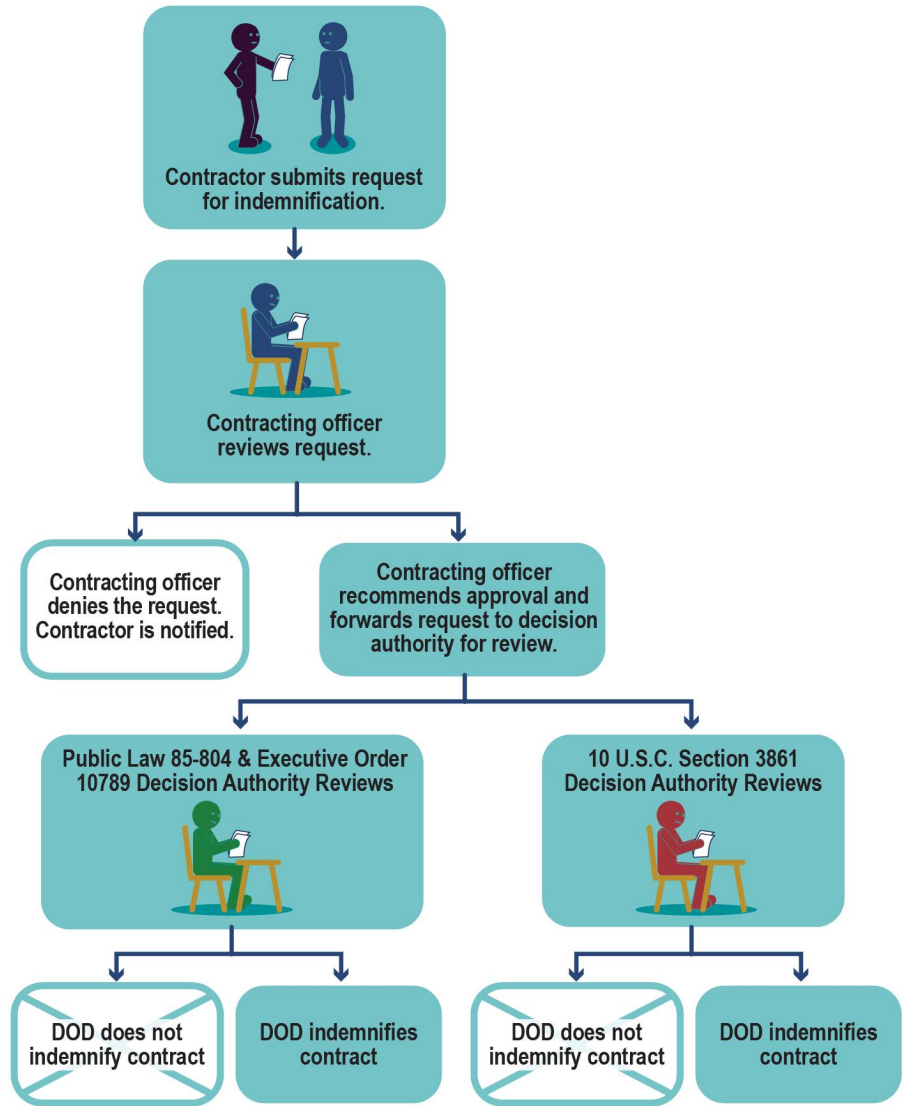 Contractor submits request
for indemnification.
Contracting officer
reviews request.
Contracting officer
denies the request.
Contractor is notified.
Contracting officer
recommends approval and
forwards request to decision
authority for review.
Public Law 85-804 & Executive Order
10789 Decision Authority Reviews
10 U.S.C. Section 3861
Decision Authority Reviews
DOD does not
indemnify contract
DOD indemnifies
contract
DOD does not
indemnify contract
DOD indemnifies
contract